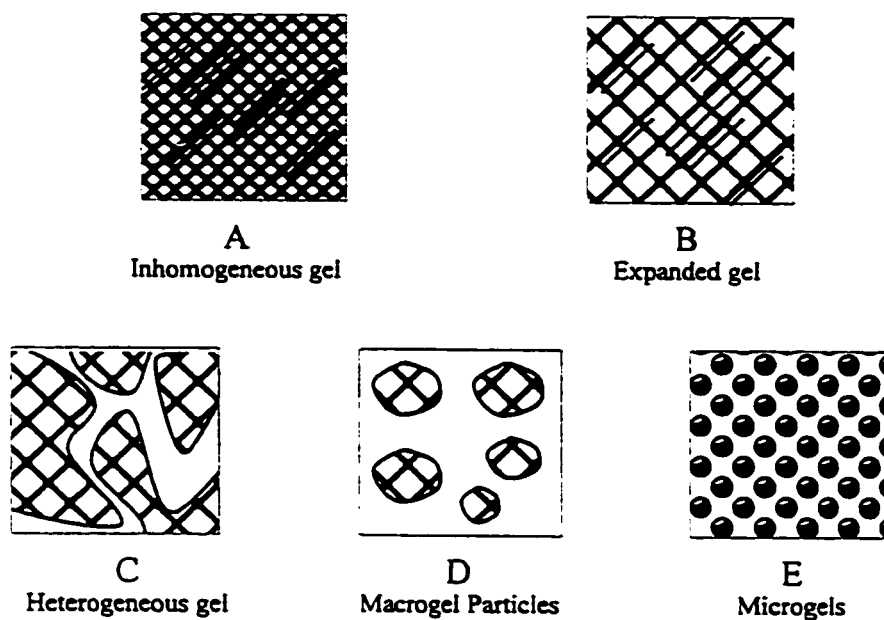 A
Inhomogeneous gel
B
Expanded gel
C
Heterogeneous gel
D
Macrogel Particles
E
Microgels